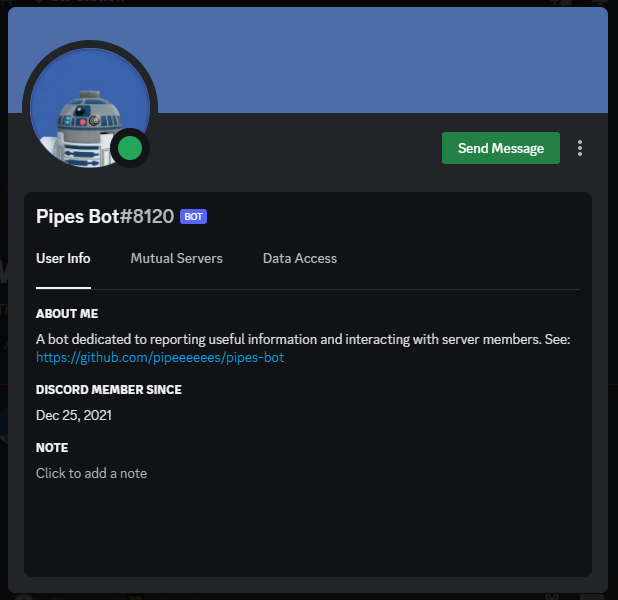 Send Message
Pipes Bot#8120 BOT
User Info Mutual Servers Data Access
ABOUT ME
A bot dedicated to reporting useful information and interacting with server members. See:
https://github.com/pipeeeeees/pipes-bot
DISCORD MEMBER SINCE
Dec 25, 2021
NOTE
Click to add a note